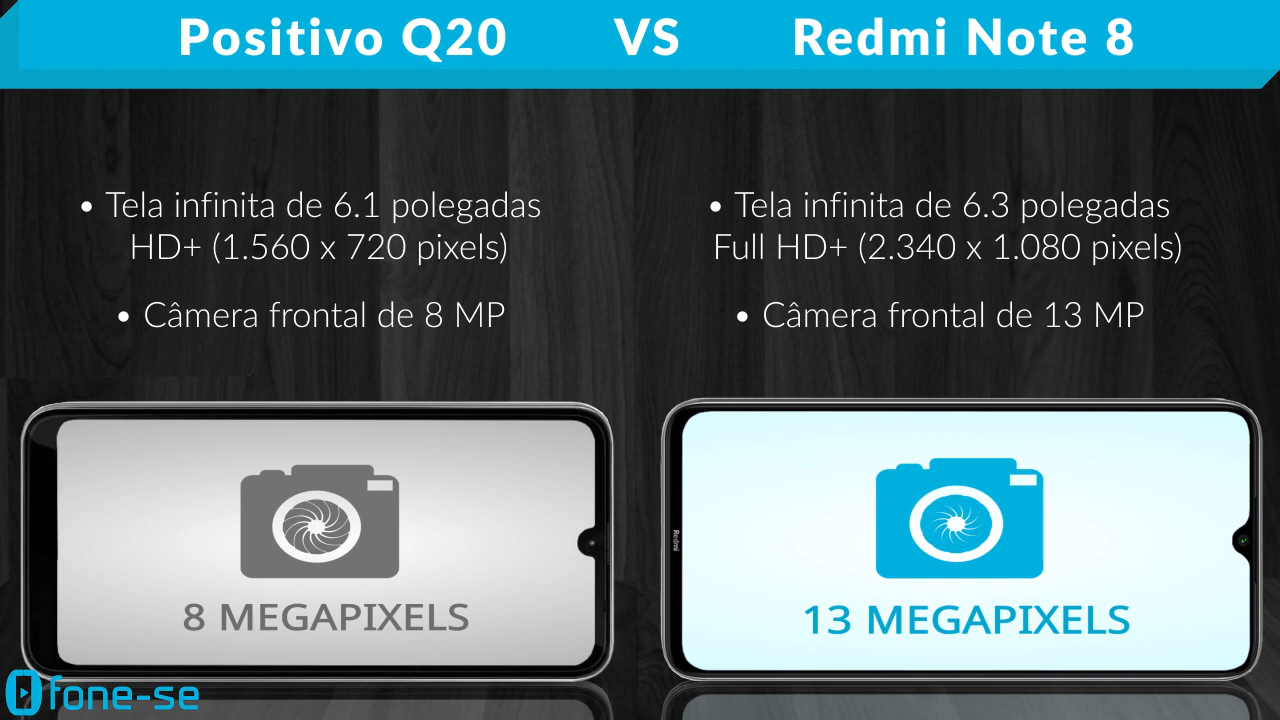 Positivo Q20 VS Redmi Note 8
• Tela infinita de 6.1 polegadas
HD+ (1.560 x 720 pixels)
• Câmera frontal de 8 MP
• Tela infinita de 6.3 polegadas
Full HD+ (2.340 x 1.080 pixels)
• Câmera frontal de 13 MP
8 MEGAPIXELS
Redmi
13 MEGAPIXELS
fone-se